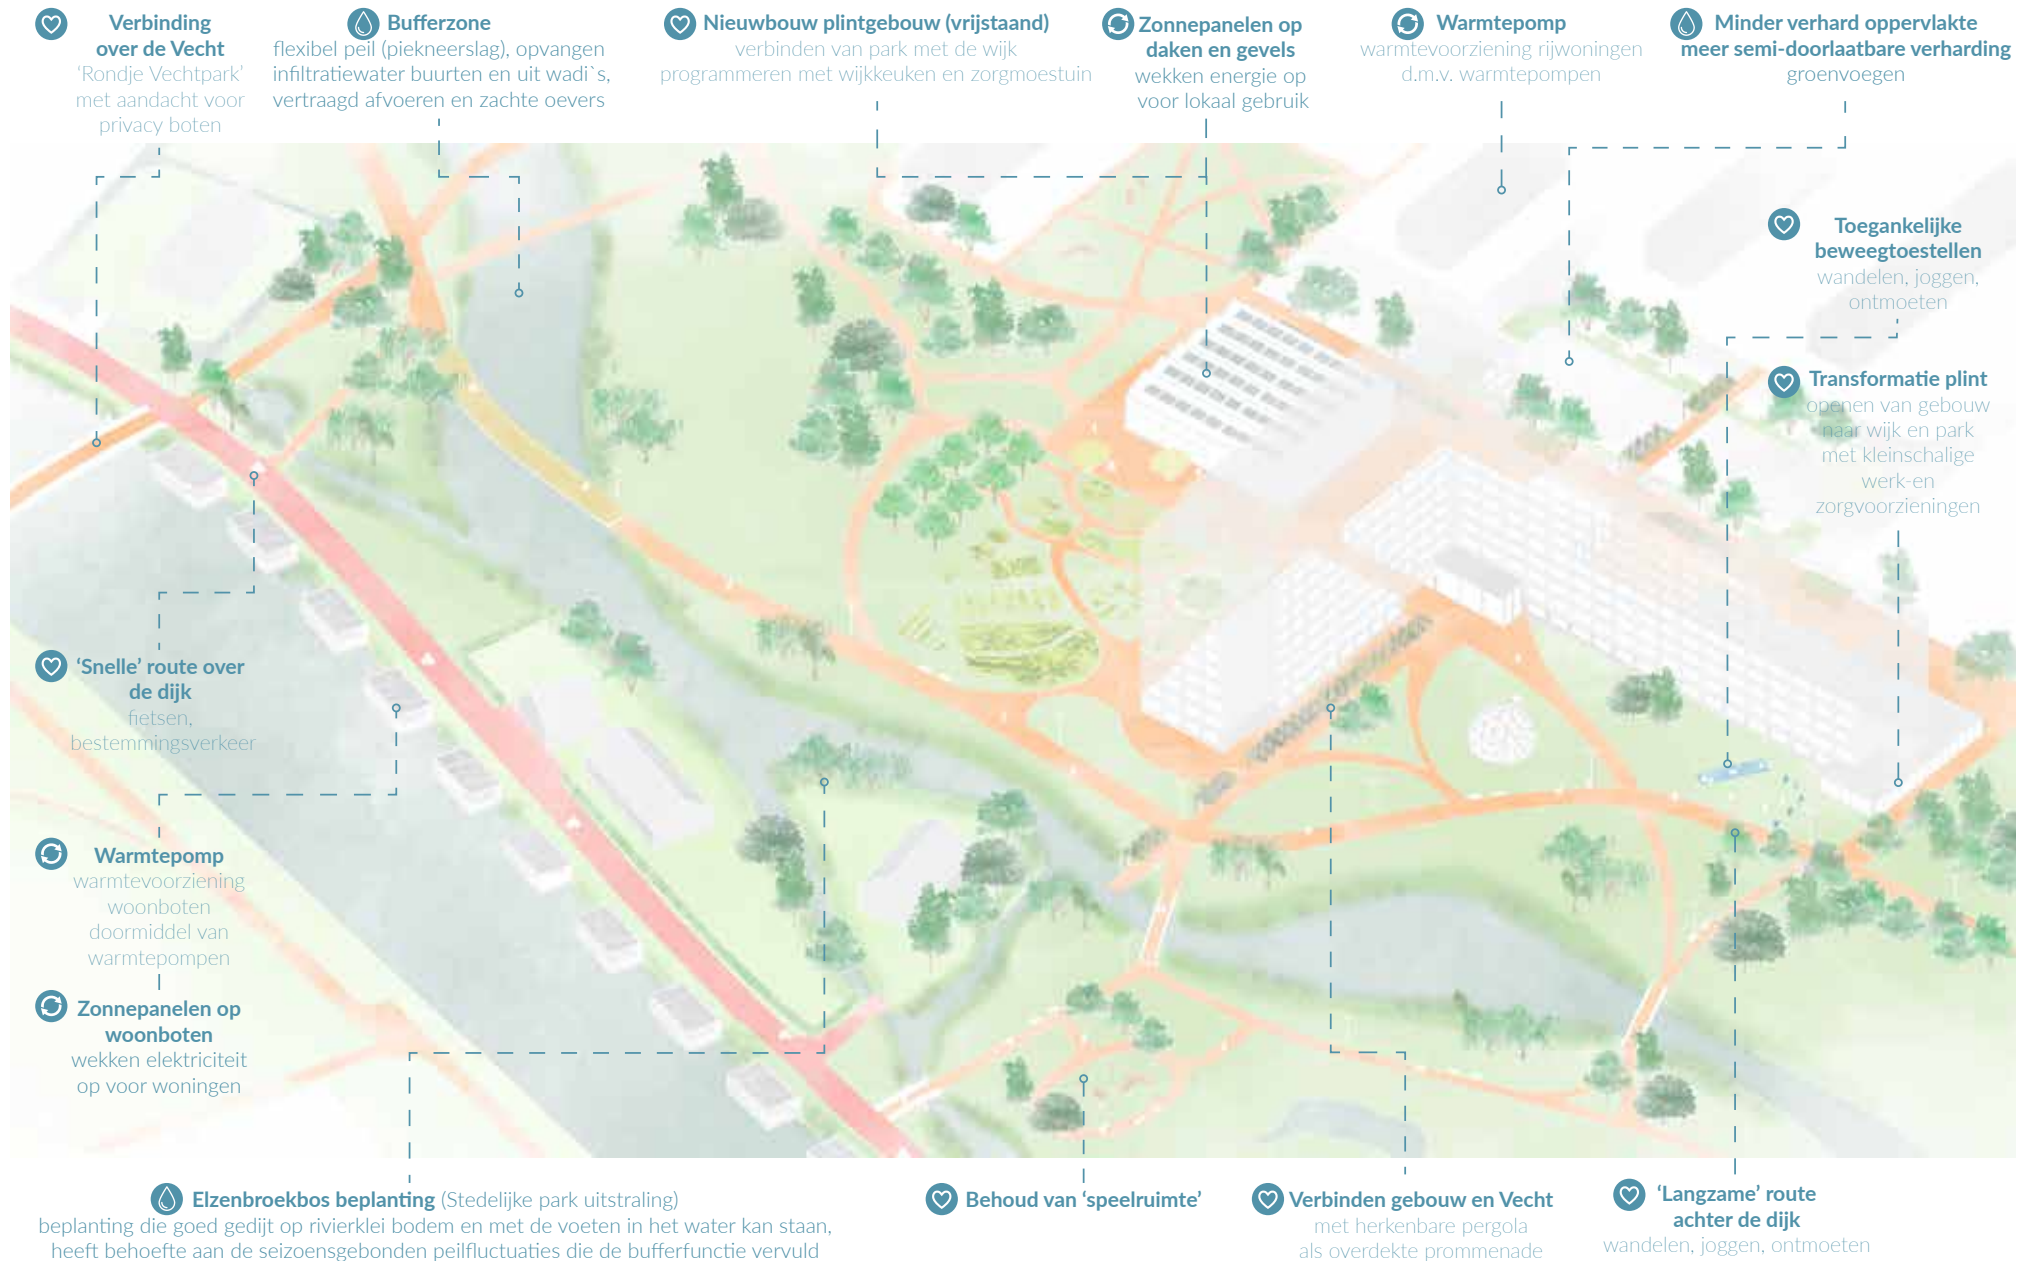 Verbinding
over de Vecht
‘Rondje Vechtpark’
met aandacht voor
privacy boten
Bufferzone
flexibel peil (piekneerslag), opvangen
infiltratiewater buurten en uit wadi`s,
vertraagd afvoeren en zachte oevers
Nieuwbouw plintgebouw (vrijstaand)
verbinden van park met de wijk
programmeren met wijkkeuken en zorgmoestuin
Zonnepanelen op
daken en gevels
wekken energie op
voor lokaal gebruik
Warmtepomp
warmtevoorziening rijwoningen
d.m.v. warmtepompen
Minder verhard oppervlakte
meer semi-doorlaatbare verharding
groenvoegen
Toegankelijke
beweegtoestellen
wandelen, joggen,
ontmoeten
Transformatie plint
openen van gebouw
naar wijk en park
met kleinschalige
werk-en
zorgvoorzieningen
‘Snelle’ route over
de dijk
fietsen,
bestemmingsverkeer
Warmtepomp
warmtevoorziening
woonboten
doormiddel van
warmtepompen
Zonnepanelen op
woonboten
wekken elektriciteit
op voor woningen
Elzenbroekbos beplanting (Stedelijke park uitstraling)
beplanting die goed gedijt op rivierklei bodem en met de voeten in het water kan staan,
heeft behoefte aan de seizoensgebonden peilfluctuaties die de bufferfunctie vervuld
Behoud van ‘speelruimte’
Verbinden gebouw en Vecht
met herkenbare pergola
als overdekte prommenade
‘Langzame’ route
achter de dijk
wandelen, joggen, ontmoeten